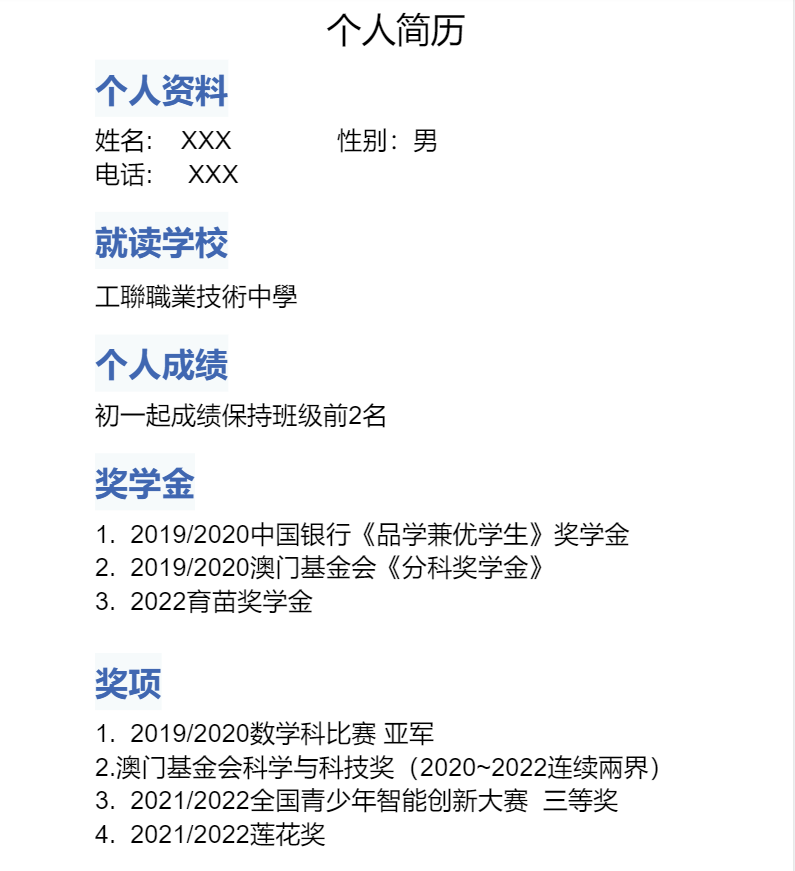 个人简历
个人资料
姓名: XXX 性别：男
电话: XXX
就读学校
工聯職業技術中學
个人成绩
初一起成绩保持班级前2名
奖学金
1. 2019/2020中国银行《品学兼优学生》奖学金
2. 2019/2020澳门基金会《分科奖学金》
3. 2022育苗奖学金
奖项
1. 2019/2020数学科比赛 亚军
2.澳门基金会科学与科技奖（2020~2022连续兩界）
3. 2021/2022全国青少年智能创新大赛 三等奖
4. 2021/2022莲花奖